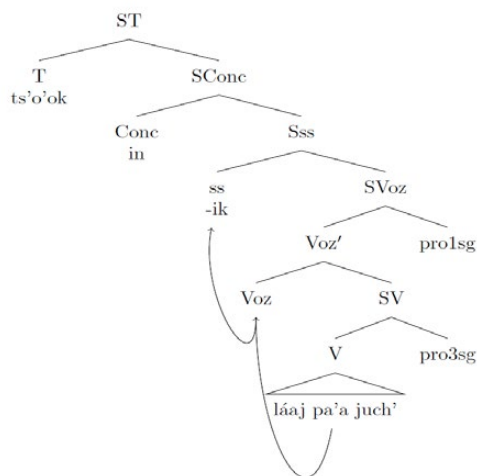 ST
T SConc
ts'o'ok
Conc Sss
in
ss SVoz
-ik
Voz′ pro1sg
Voz SV
V pro3sg
láaj pa'a juch'